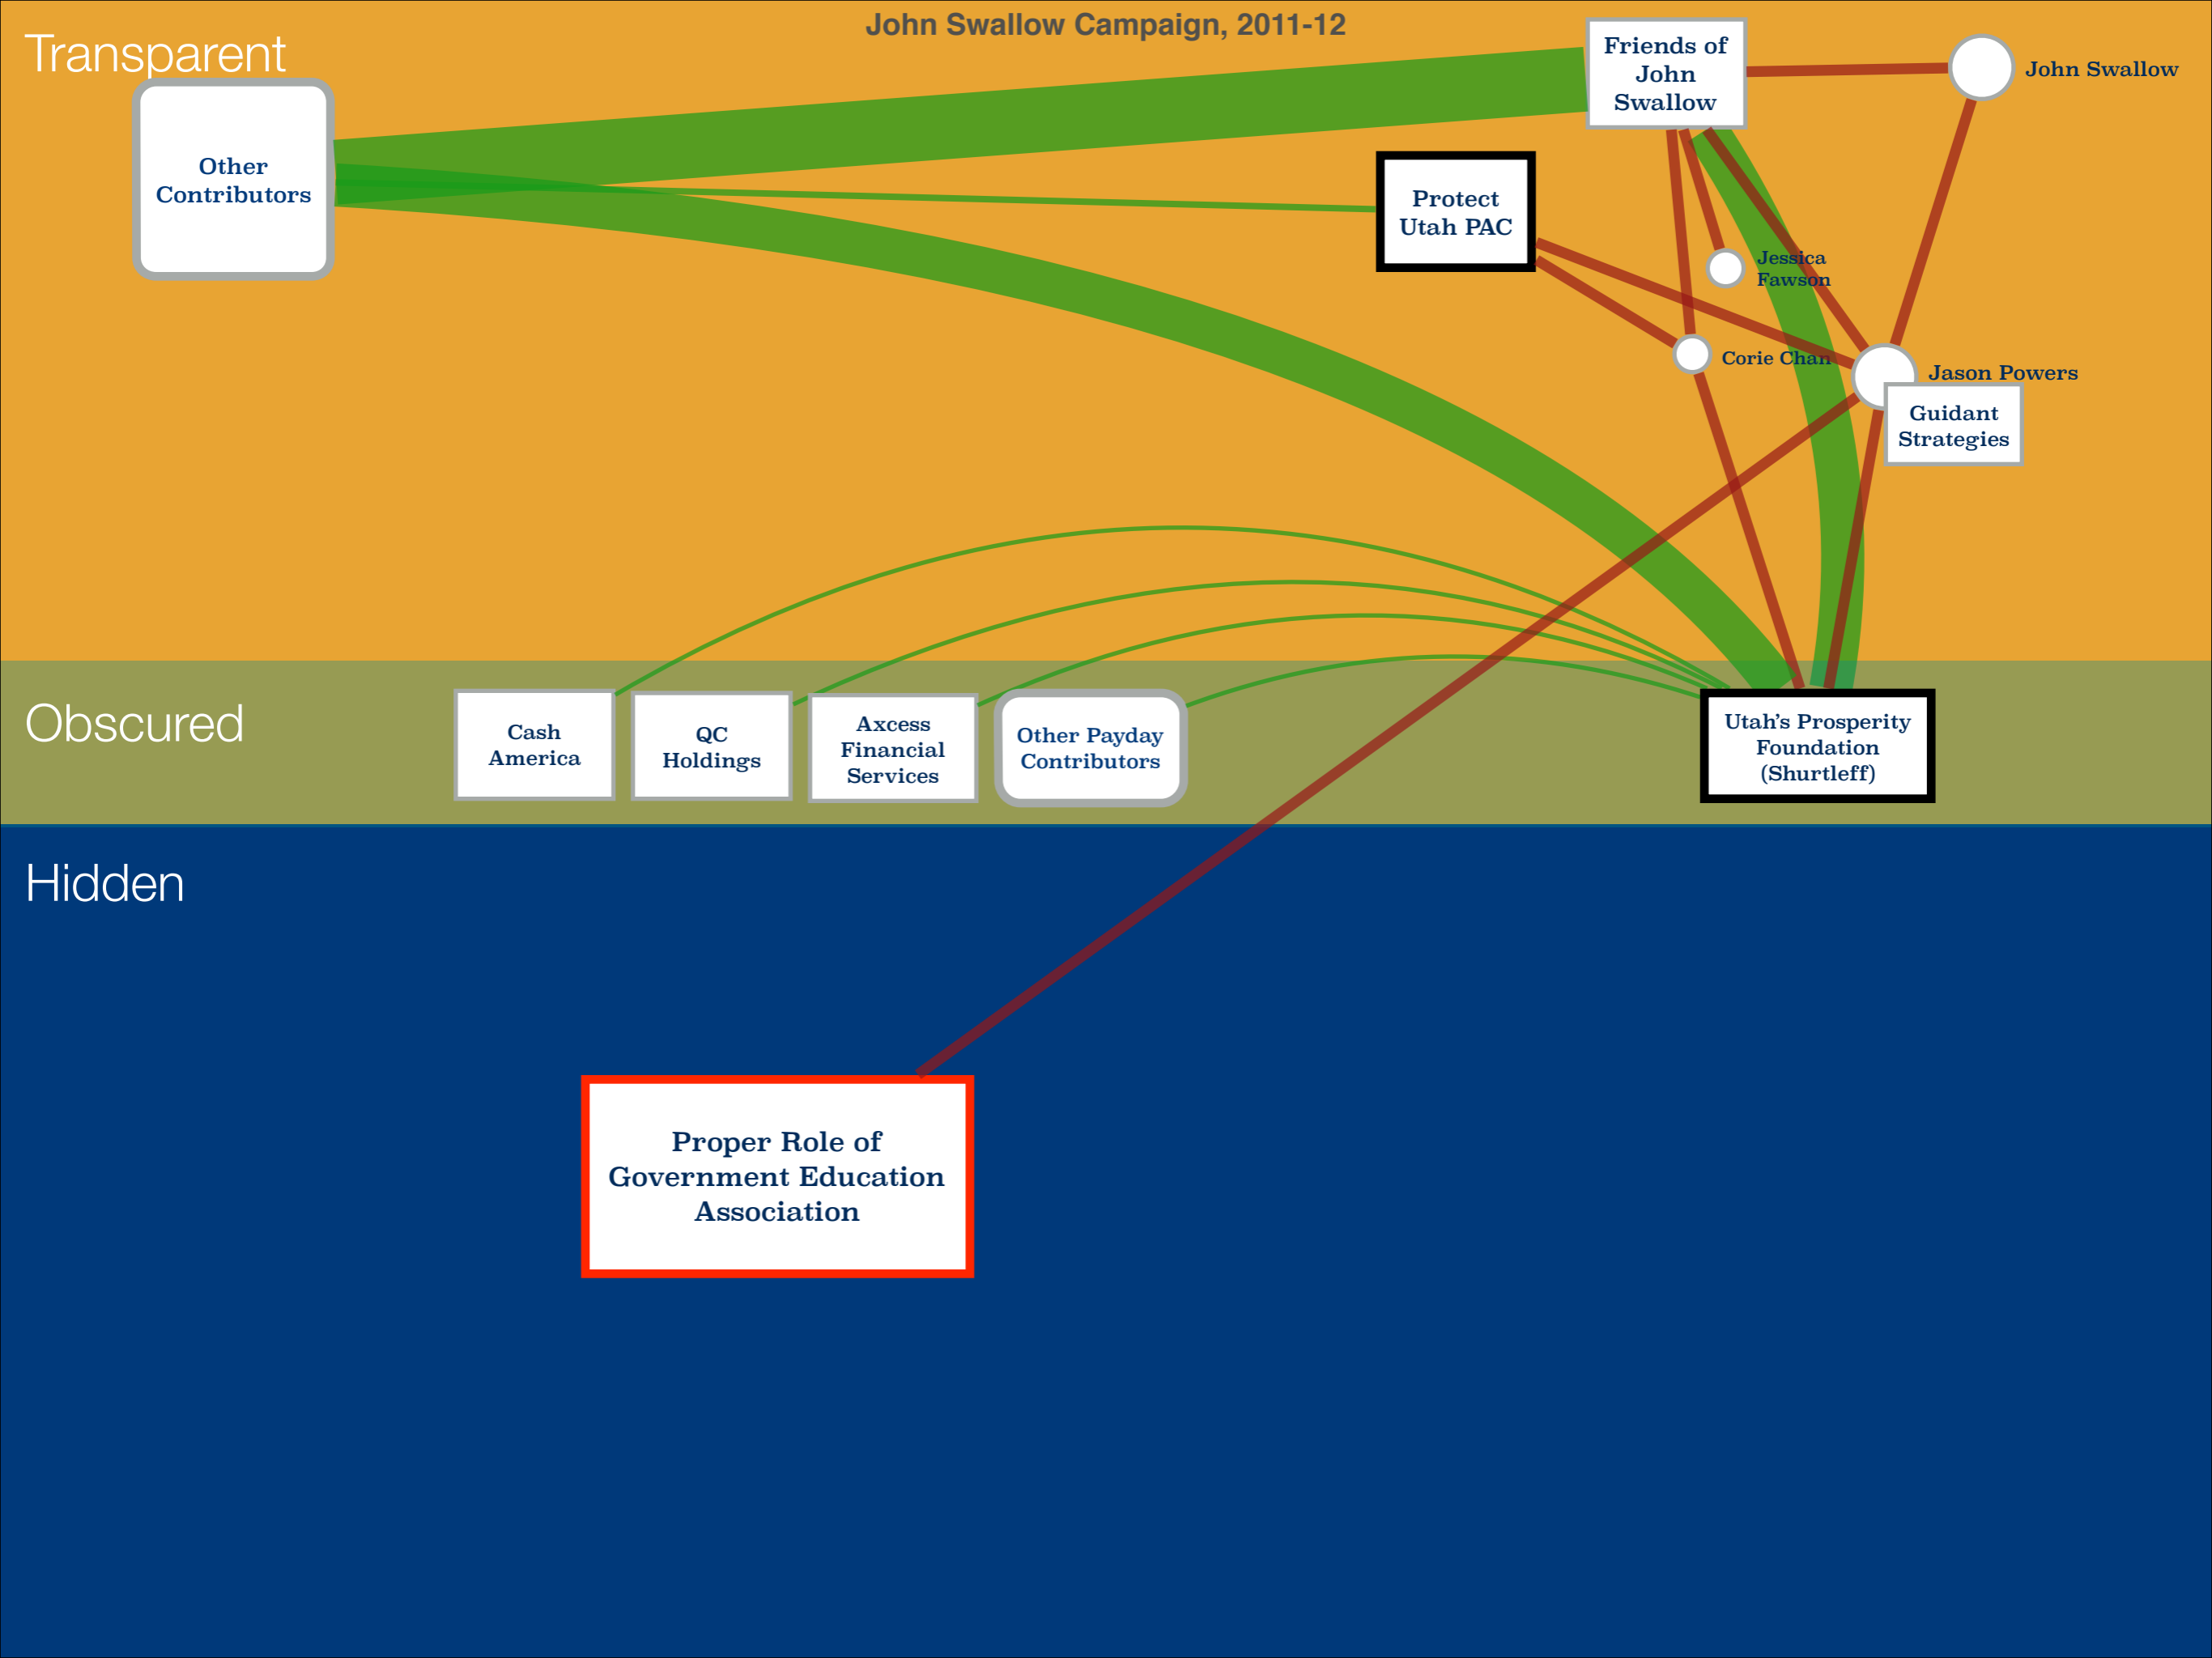 John Swallow Campaign, 2011-12
Transparent
Other
Contributors
Friends of
John
Swallow
John Swallow
Protect
Utah PAC
Jessica
Fawson
Corie Chan
Jason Powers
Guidant
Strategies
Obscured
Cash
America
QC
Holdings
Axcess
Financial
Services
Other Payday
Contributors
Utah’s Prosperity
Foundation
(Shurtleff)
Hidden
Proper Role of
Government Education
Association